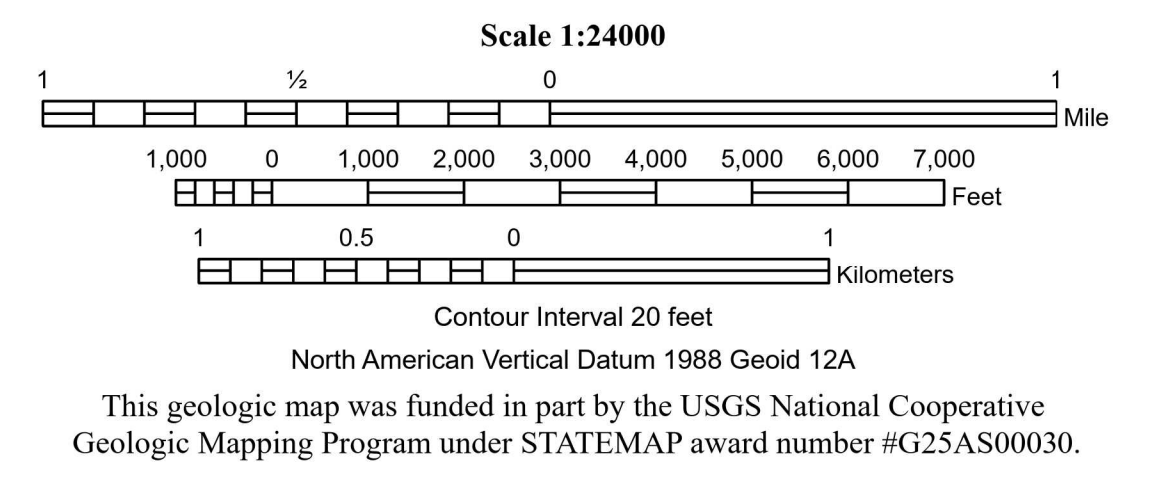 Scale 1:24000
1 ½ 0 1
Mile
1,000 0 1,000 2,000 3,000 4,000 5,000 6,000 7,000
Feet
1 0.5 0 1
Kilometers
Contour Interval 20 feet
North American Vertical Datum 1988 Geoid 12A
This geologic map was funded in part by the USGS National Cooperative
Geologic Mapping Program under STATEMAP award number #G25AS00030.